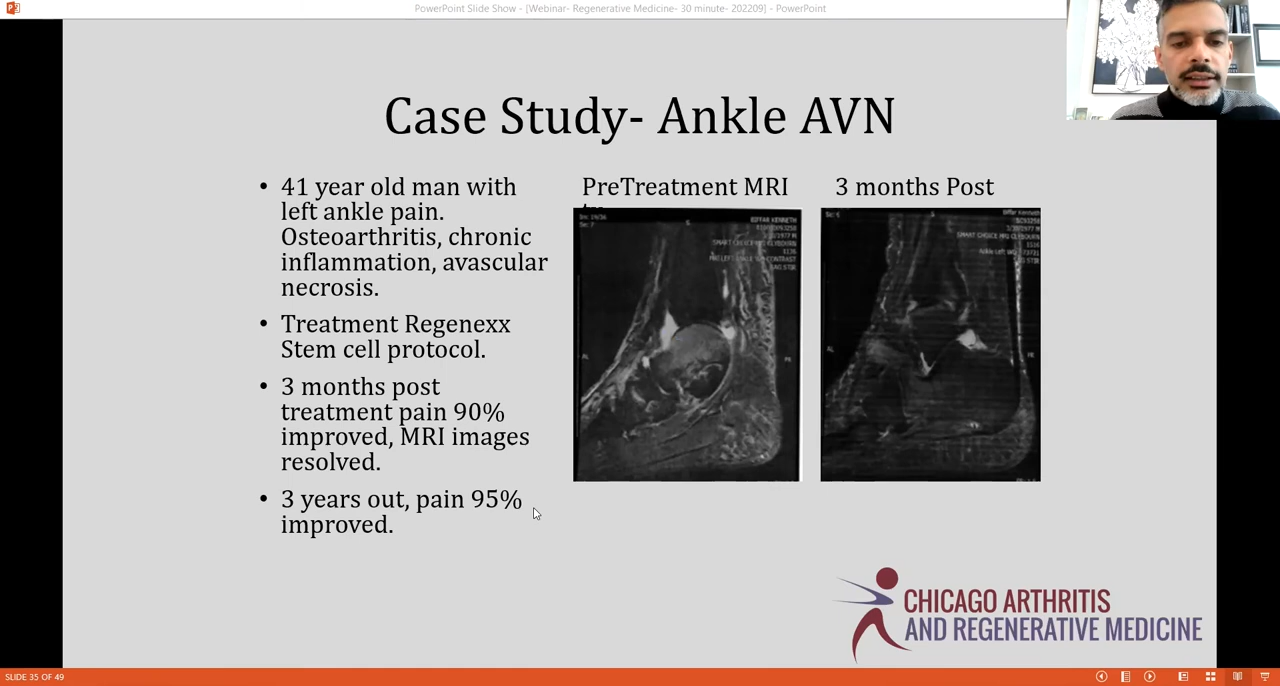 PowerPoint Slide Show - [Webinar- Regenerative Medicine- 30 minute- 202209] - PowerPoint
Case Study- Ankle AVN
• 41 year old man with
left ankle pain.
Osteoarthritis, chronic
inflammation, avascular
necrosis.
• Treatment Regenexx
Stem cell protocol.
• 3 months post
treatment pain 90%
improved, MRI images
resolved.
• 3 years out, pain 95%
improved.
PreTreatment MRI
3 months Post
CHICAGO ARTHRITIS
AND REGENERATIVE MEDICINE
SLIDE 35 OF 49